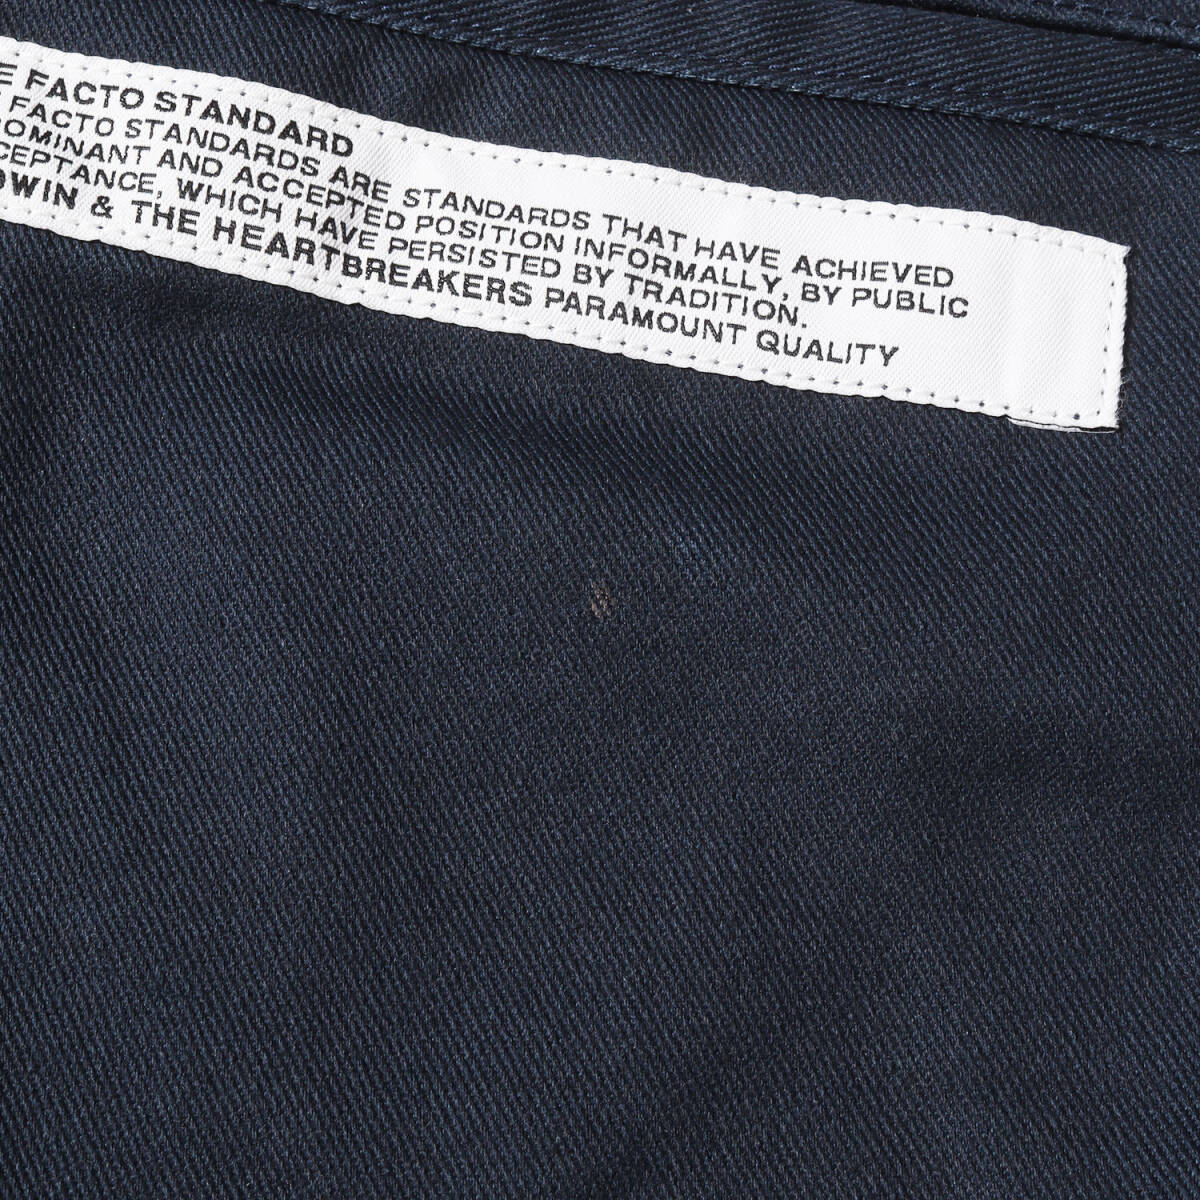 FACTO STANDARD
FACTO STANDARDS ARE STANDARDS THAT HAVE ACHIEVED
OMINANT AND ACCEPTED POSITION INFORMALLY, BY PUBLIC
CEPTANCE, WHICH HAVE PERSISTED BY TRADITION.
DWIN & THE HEARTBREAKERS PARAMOUNT QUALITY